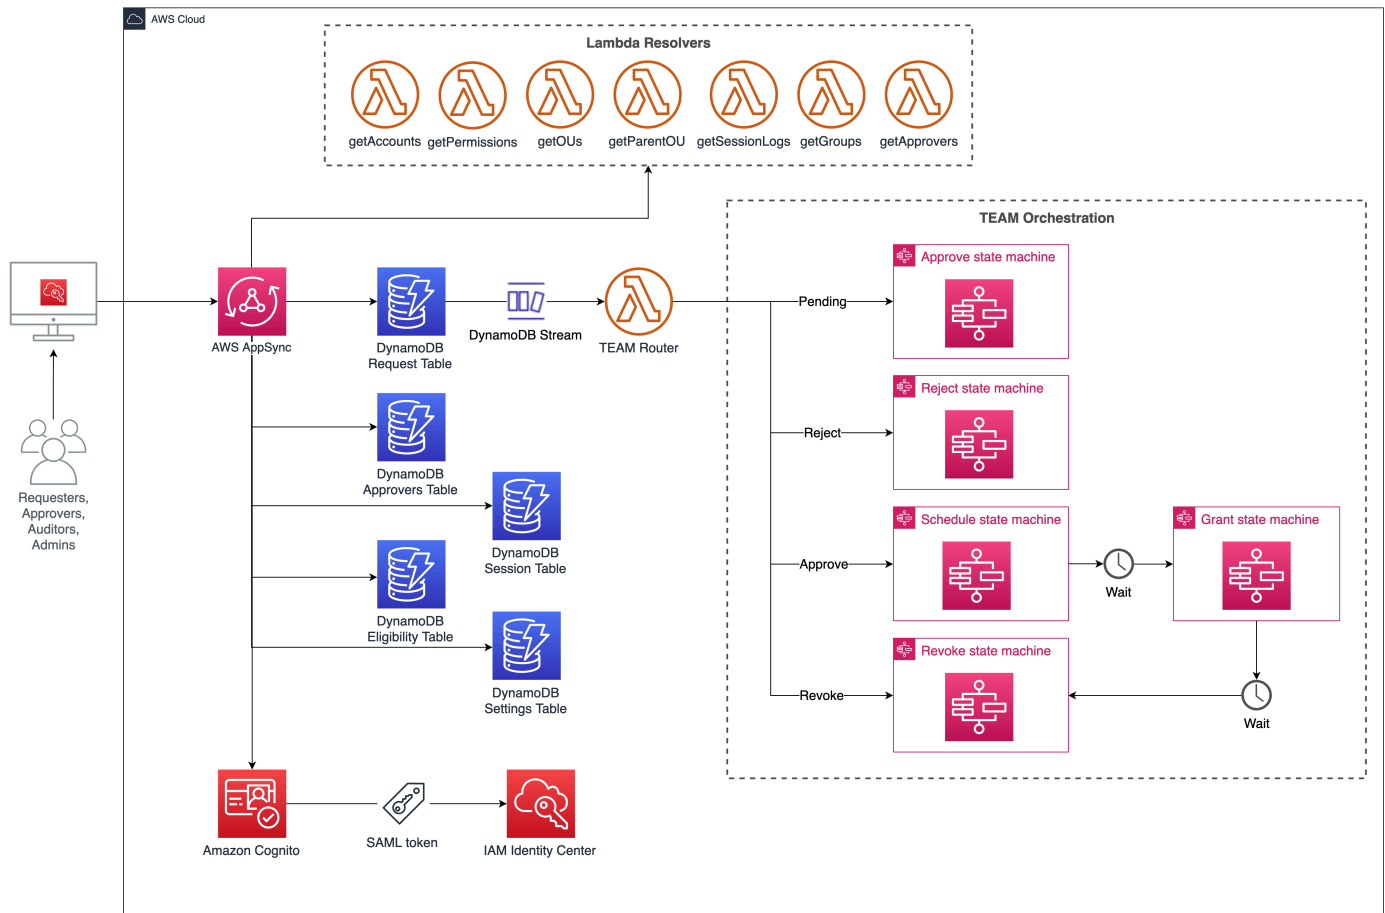 AWS Cloud
Lambda Resolvers
getAccounts
getPermissions
getOUs
getParentOU
getSessionLogs
getGroups
getApprovers
TEAM Orchestration
Approve state machine
Pending
AWS AppSync
DynamoDB
Request Table
DynamoDB Stream
TEAM Router
Reject state machine
Reject
DynamoDB
Approvers Table
Requesters,
Approvers,
Auditors,
Admins
Schedule state machine
Grant state machine
Approve
Wait
DynamoDB
Session Table
DynamoDB
Eligibility Table
Revoke state machine
Revoke
Wait
DynamoDB
Settings Table
Amazon Cognito
SAML token
IAM Identity Center